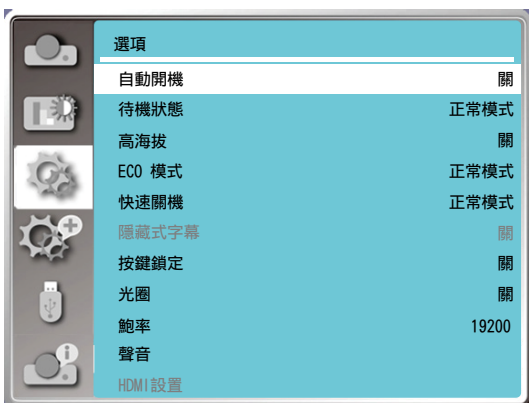 選項
自動開機 關
待機狀態 正常模式
高海拔 關
ECO 模式 正常模式
快速關機 正常模式
隱藏式字幕 關
按鍵鎖定 關
光圈 關
鮑率 19200
聲音
HDMI設置